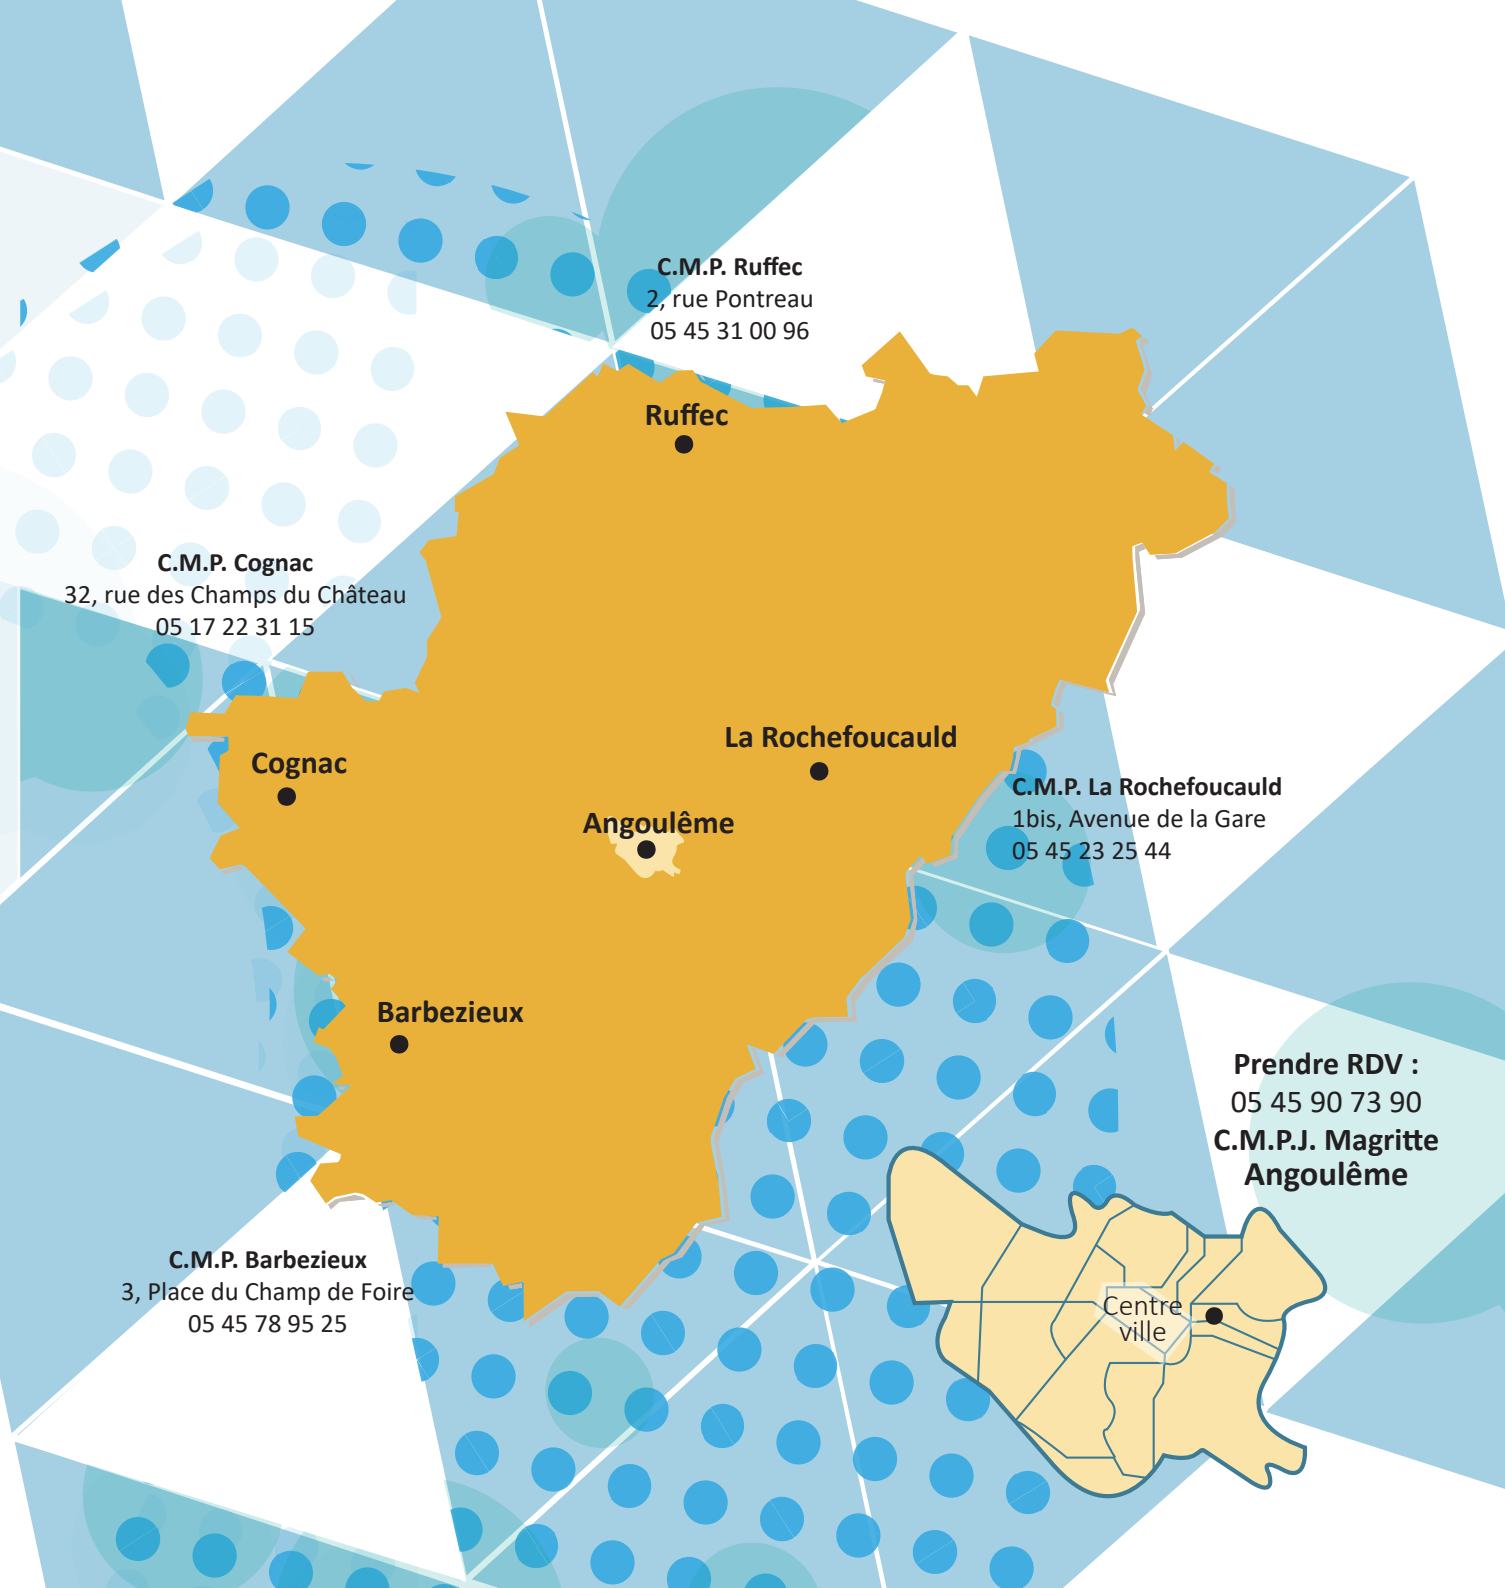 C.M.P. Ruffec
2, rue Pontreau
05 45 31 00 96
Ruffec
C.M.P. Cognac
32, rue des Champs du Château
05 17 22 31 15
Cognac
La Rochefoucauld
C.M.P. La Rochefoucauld
1bis, Avenue de la Gare
05 45 23 25 44
Angoulême
Barbezieux
Prendre RDV :
05 45 90 73 90
C.M.P.J. Magritte
Angoulême
C.M.P. Barbezieux
3, Place du Champ de Foire
05 45 78 95 25
Centre
ville